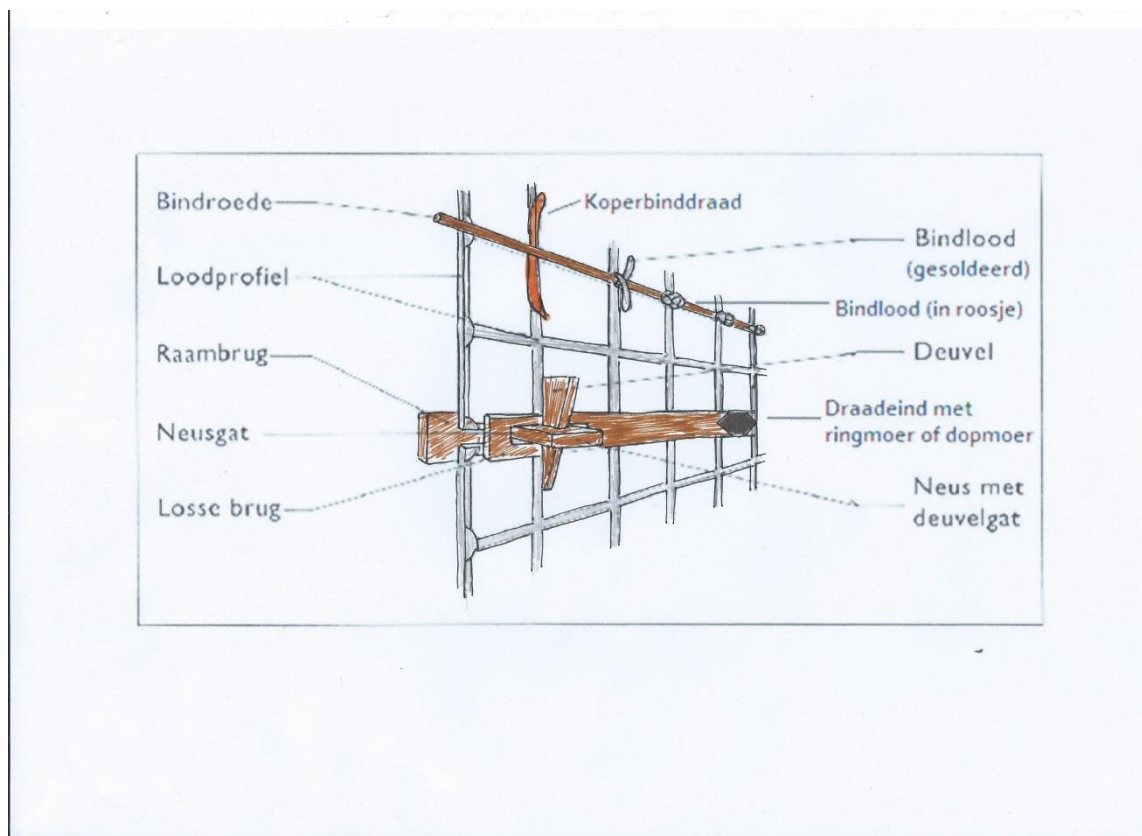 Bindroede
Loodprofiel
Raambrug
Neusgat
Losse brug
Koperbinddraad
Bindlood
(gesoldeerd)
Bindlood (in roosje)
Deuvel
Draadeind met
ringmoer of dopmoer
Neus met
deuvelgat